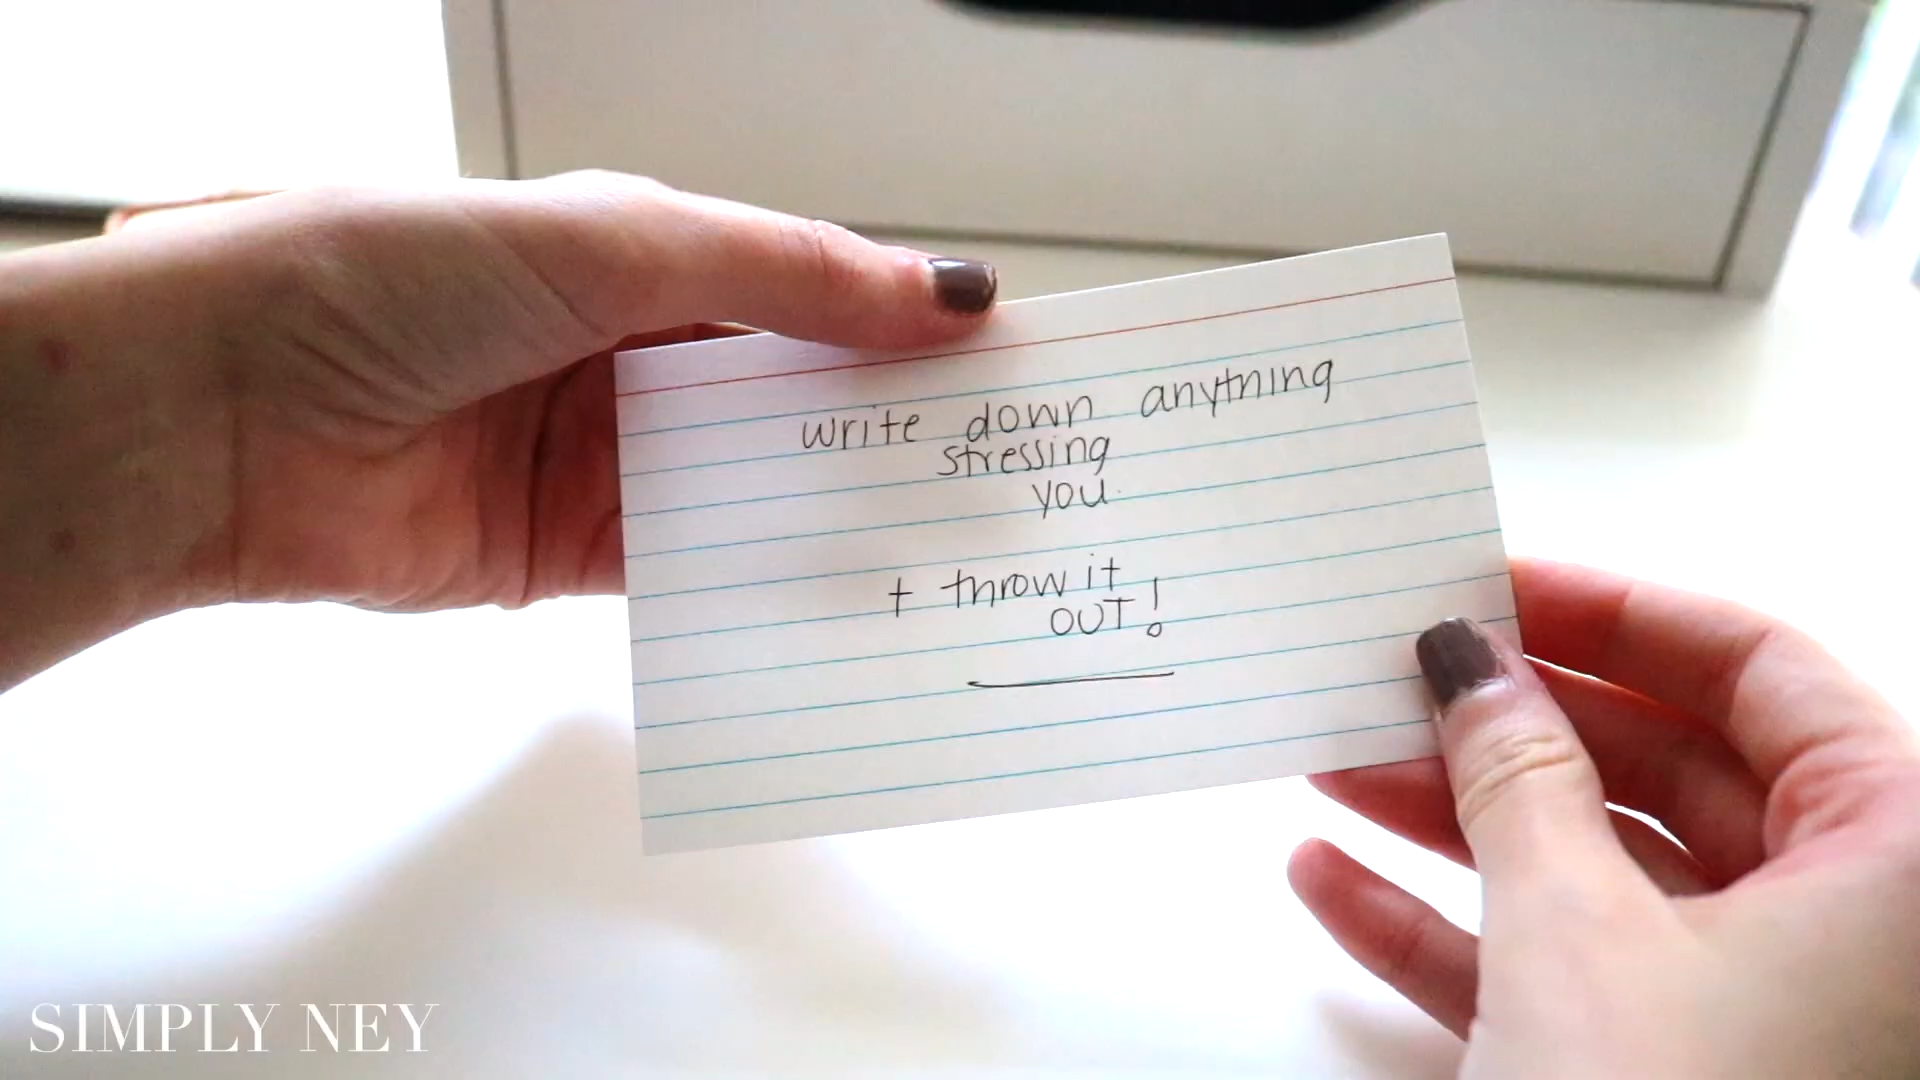 write down anything
stressing
you
+ throw it
OUT!
SIMPLY NEY